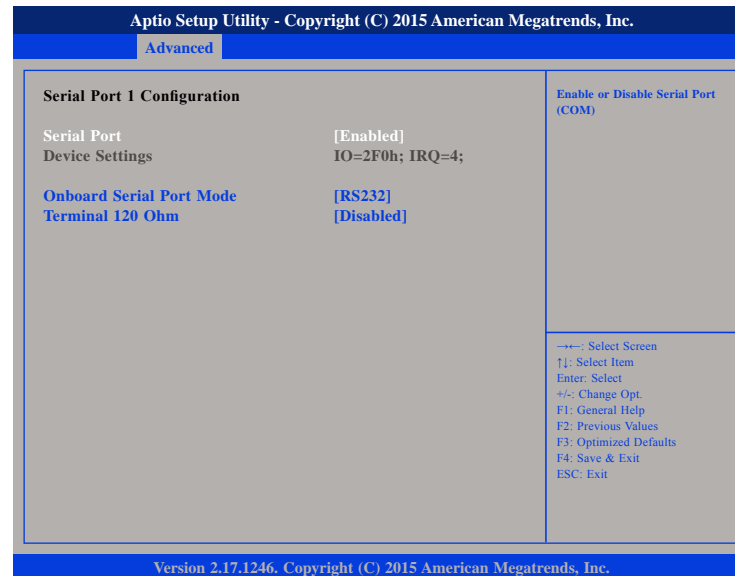 Aptio Setup Utility - Copyright (C) 2015 American Megatrends, Inc.
Advanced
Serial Port 1 Configuration
Serial Port [Enabled]
Device Settings IO=2F0h; IRQ=4;
Onboard Serial Port Mode [RS232]
Terminal 120 Ohm [Disabled]
Enable or Disable Serial Port
(COM)
→←: Select Screen
↑↓: Select Item
Enter: Select
+/-: Change Opt.
F1: General Help
F2: Previous Values
F3: Optimized Defaults
F4: Save & Exit
ESC: Exit
Version 2.17.1246. Copyright (C) 2015 American Megatrends, Inc.